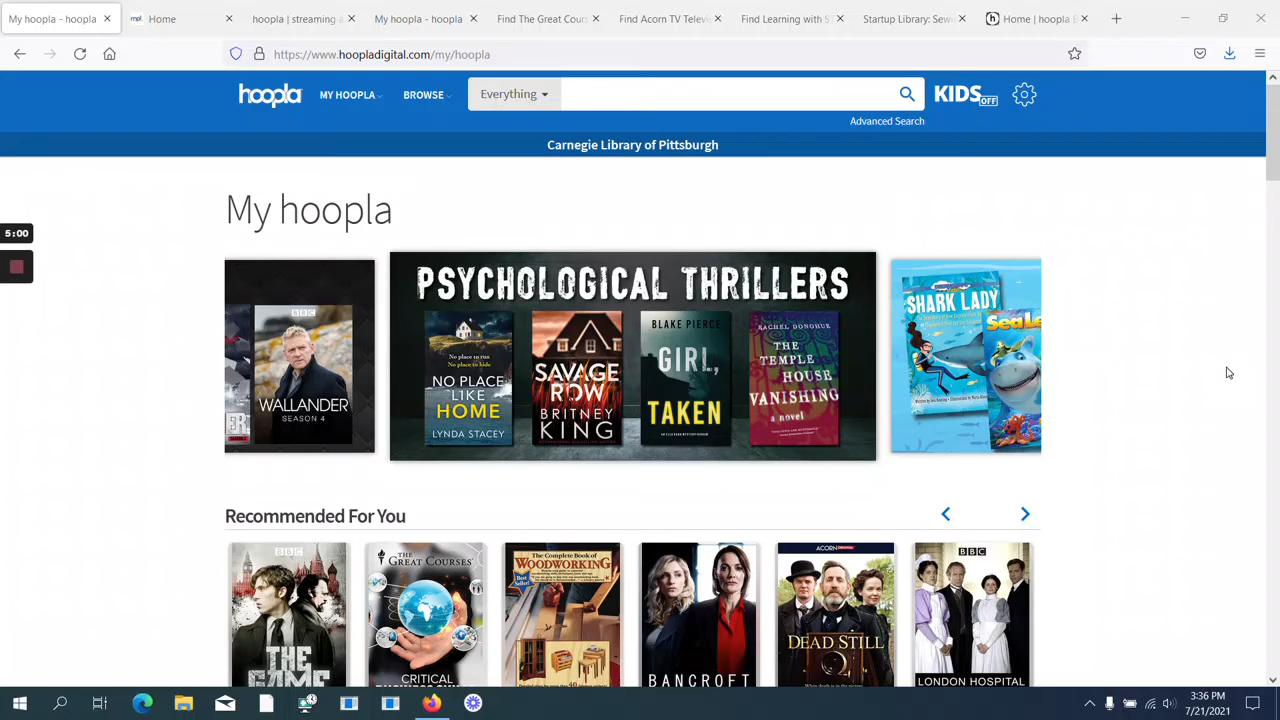 My hoopla - hoopla
mpl Home
hoopla | streaming a
My hoopla - hoopla
Find The Great Cours
Find Acorn TV Televi
Find Learning with S
Startup Library: Sew
h Home | hoopla
https://www.hoopladigital.com/my/hoopla
hoopla
MY HOOPLA
BROWSE
Everything
KIDS OFF
Advanced Search
Carnegie Library of Pittsburgh
My hoopla
5:00
BBC
WALLANDER
SEASON 4
PSYCHOLOGICAL THRILLERS
No place to run
No place to hide
NO PLACE
LIKE
HOME
LYNDA STACEY
SAVAGE
ROW
BRITNEY
KING
BLAKE PIERCE
GIRL,
TAKEN
RACHEL DONOHUE
THE
TEMPLE
HOUSE
VANISHING
a novel
SHARK LADY
SeaLe
Recommended For You
BBC
THE
GAME
THE
GREAT COURSES
CRITICAL
The Complete Book of
WOODWORKING
Best
Seller!
BANCROFT
ACORN
DEAD STILL
BBC
LONDON HOSPITAL
3:36 PM
7/21/2021